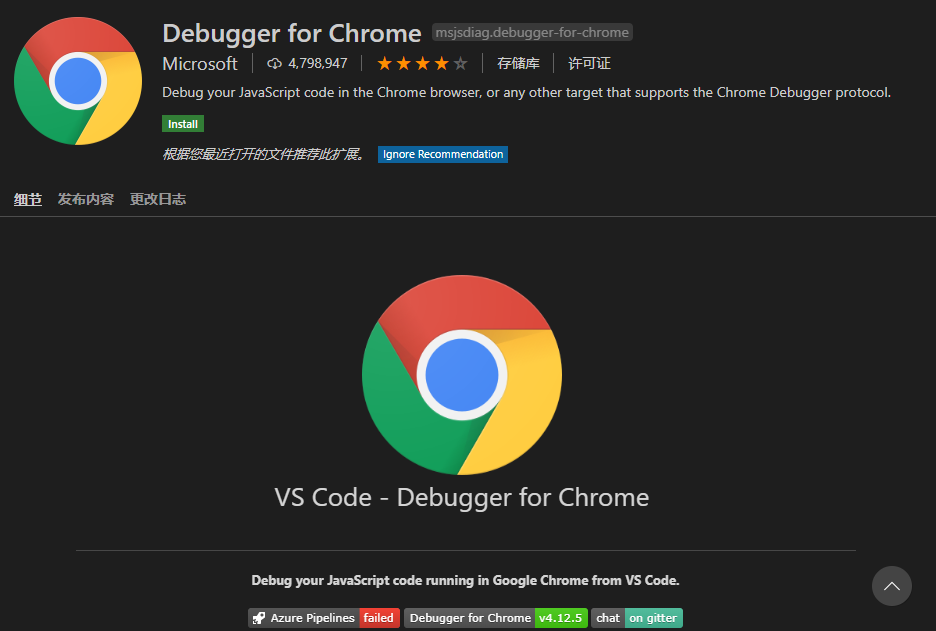 Debugger for Chrome msjsdiag.debugger-for-chrome
Microsoft 4,798,947 存储库 许可证
Debug your JavaScript code in the Chrome browser, or any other target that supports the Chrome Debugger protocol.
Install
根据您最近打开的文件推荐此扩展。 Ignore Recommendation
细节 发布内容 更改日志
VS Code - Debugger for Chrome
Debug your JavaScript code running in Google Chrome from VS Code.
Azure Pipelines failed Debugger for Chrome v4.12.5 chat on gitter